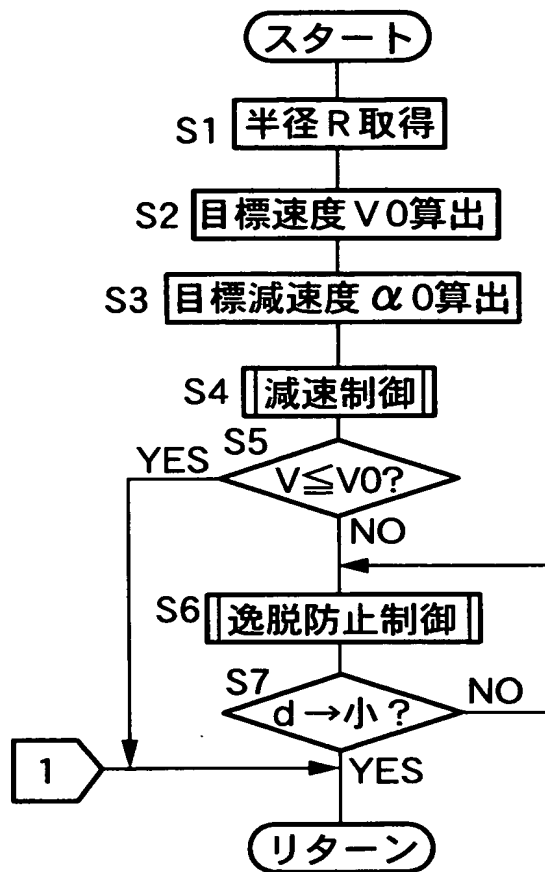 スタート
S1 半径R取得
S2 目標速度V0算出
S3 目標減速度α0算出
S4 減速制御
S5
YES V≦V0?
NO
S6 逸脱防止制御
S7
d→小? NO
1 YES
リターン